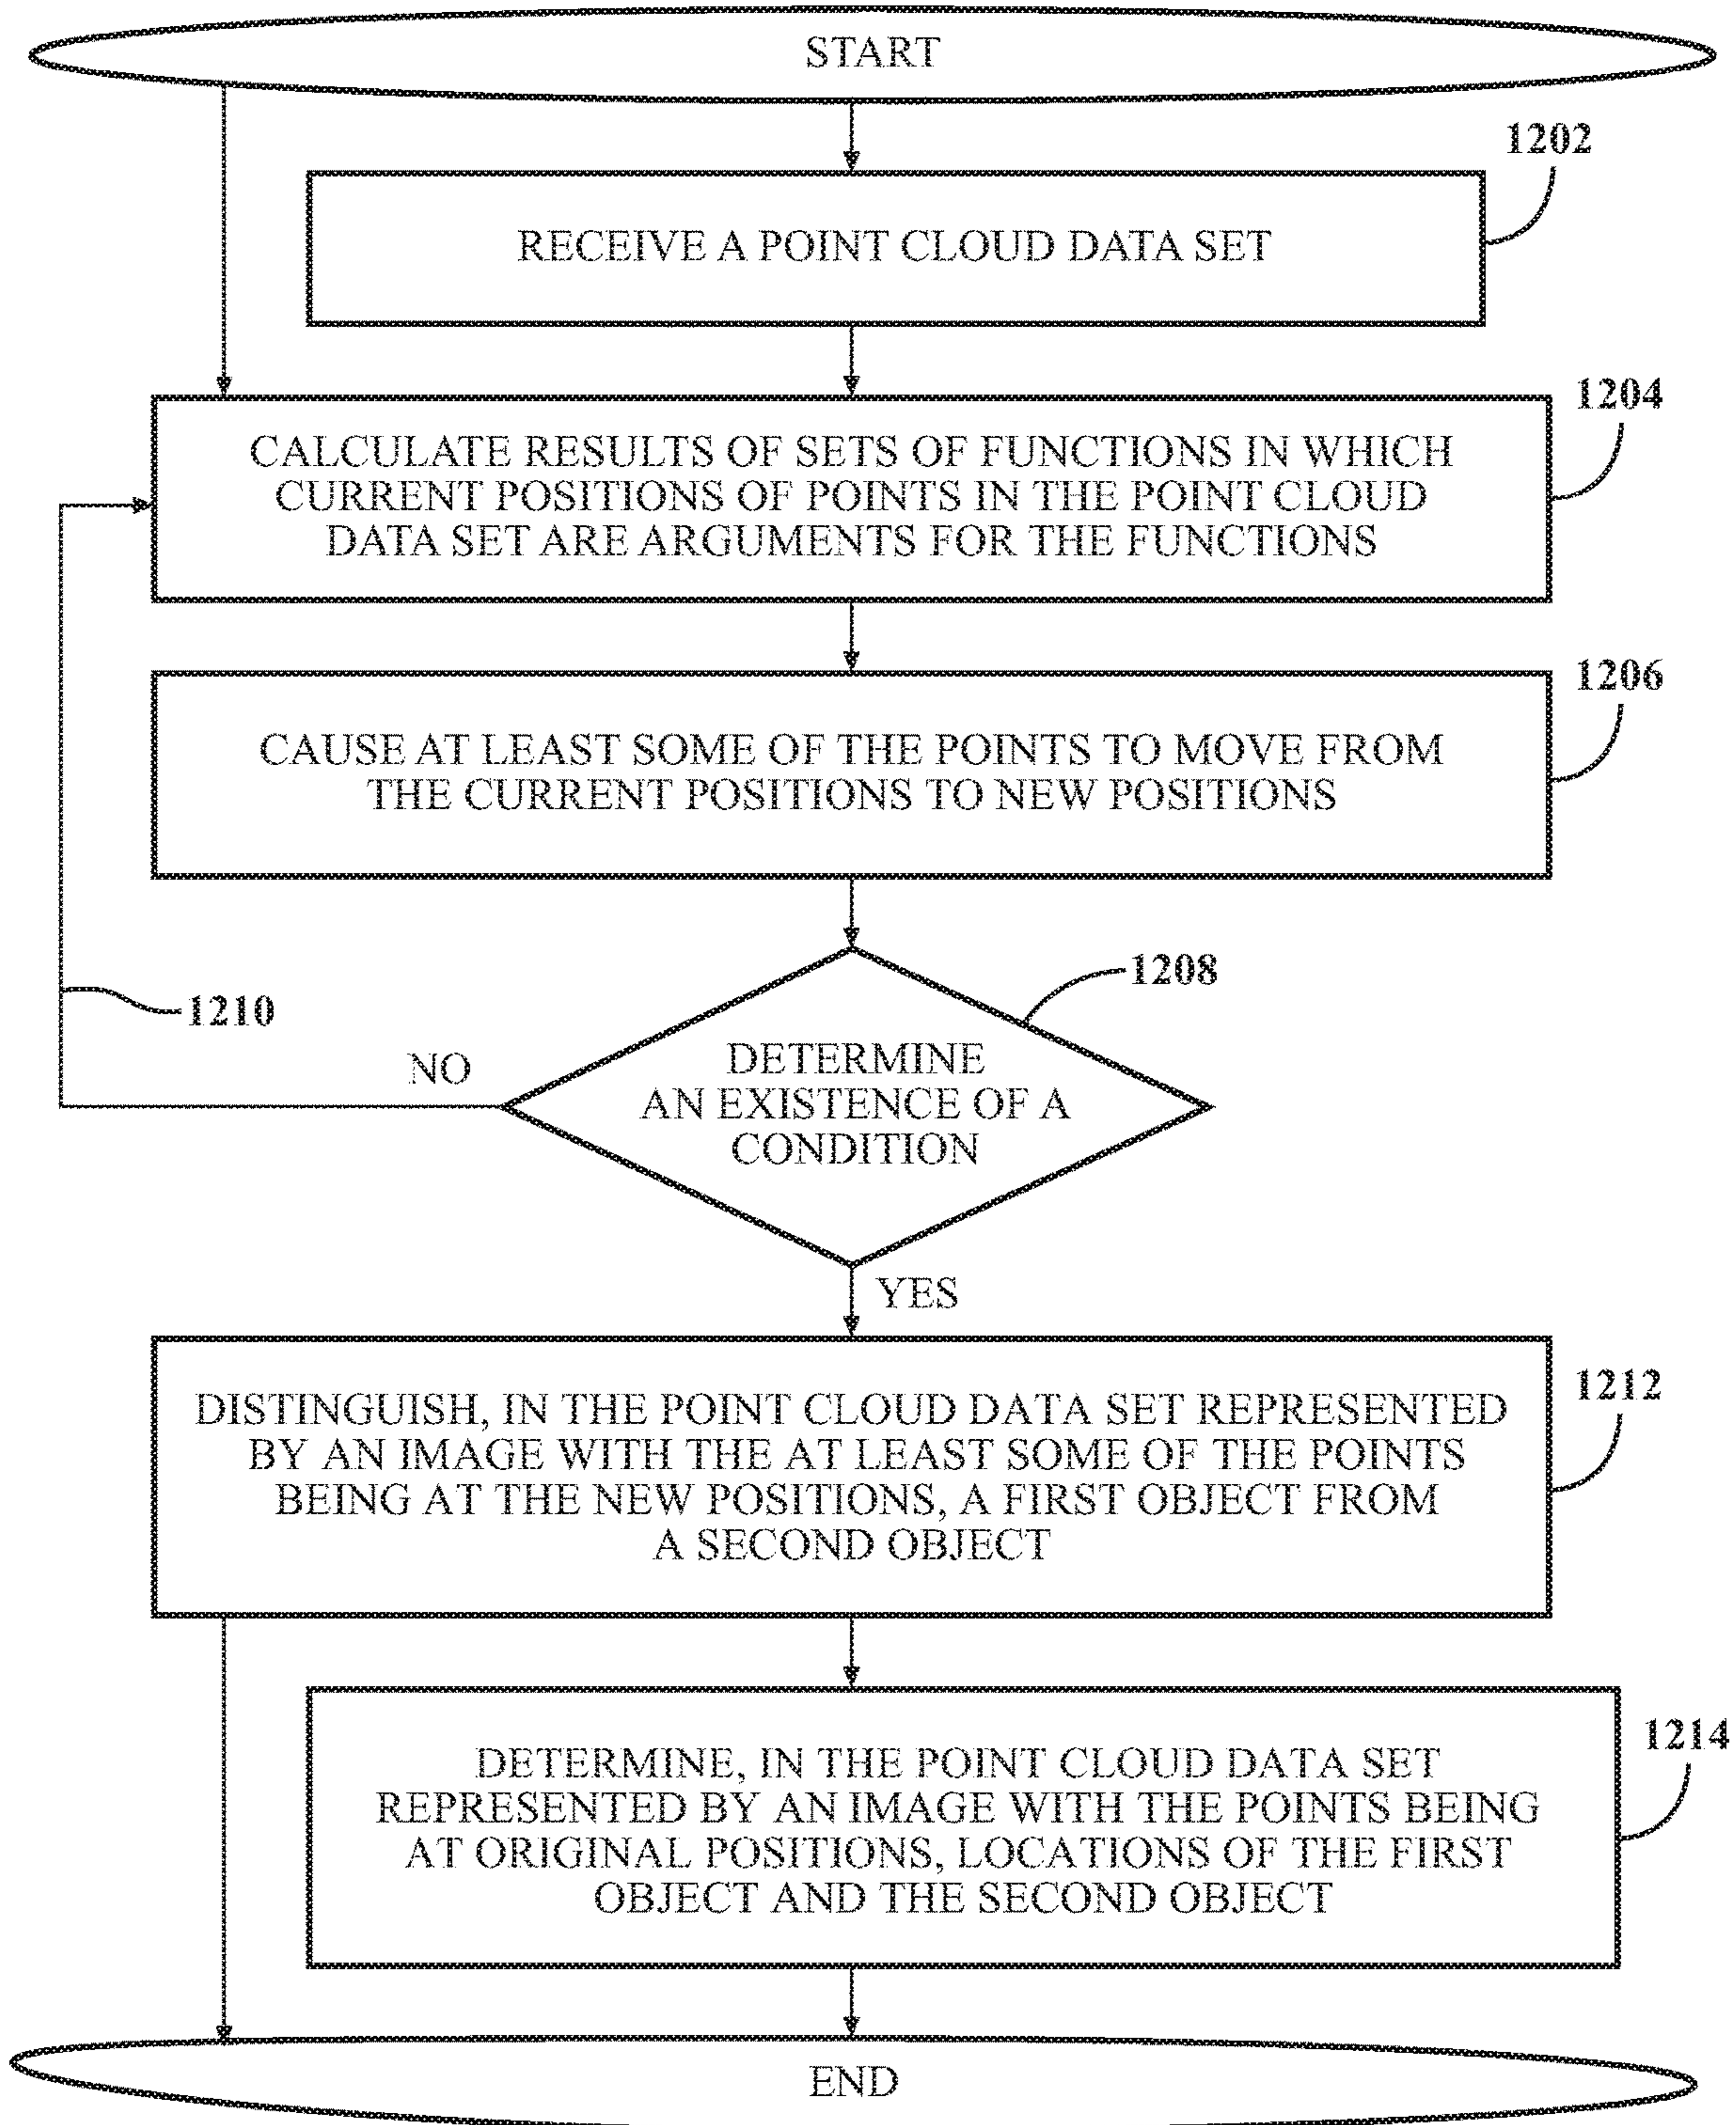 START
1202
RECEIVE A POINT CLOUD DATA SET
1204
CALCULATE RESULTS OF SETS OF FUNCTIONS IN WHICH
CURRENT POSITIONS OF POINTS IN THE POINT CLOUD
DATA SET ARE ARGUMENTS FOR THE FUNCTIONS
1206
CAUSE AT LEAST SOME OF THE POINTS TO MOVE FROM
THE CURRENT POSITIONS TO NEW POSITIONS
1208
1210
NO
DETERMINE
AN EXISTENCE OF A
CONDITION
YES
1212
DISTINGUISH, IN THE POINT CLOUD DATA SET REPRESENTED
BY AN IMAGE WITH THE AT LEAST SOME OF THE POINTS
BEING AT THE NEW POSITIONS, A FIRST OBJECT FROM
A SECOND OBJECT
1214
DETERMINE, IN THE POINT CLOUD DATA SET
REPRESENTED BY AN IMAGE WITH THE POINTS BEING
AT ORIGINAL POSITIONS, LOCATIONS OF THE FIRST
OBJECT AND THE SECOND OBJECT
END